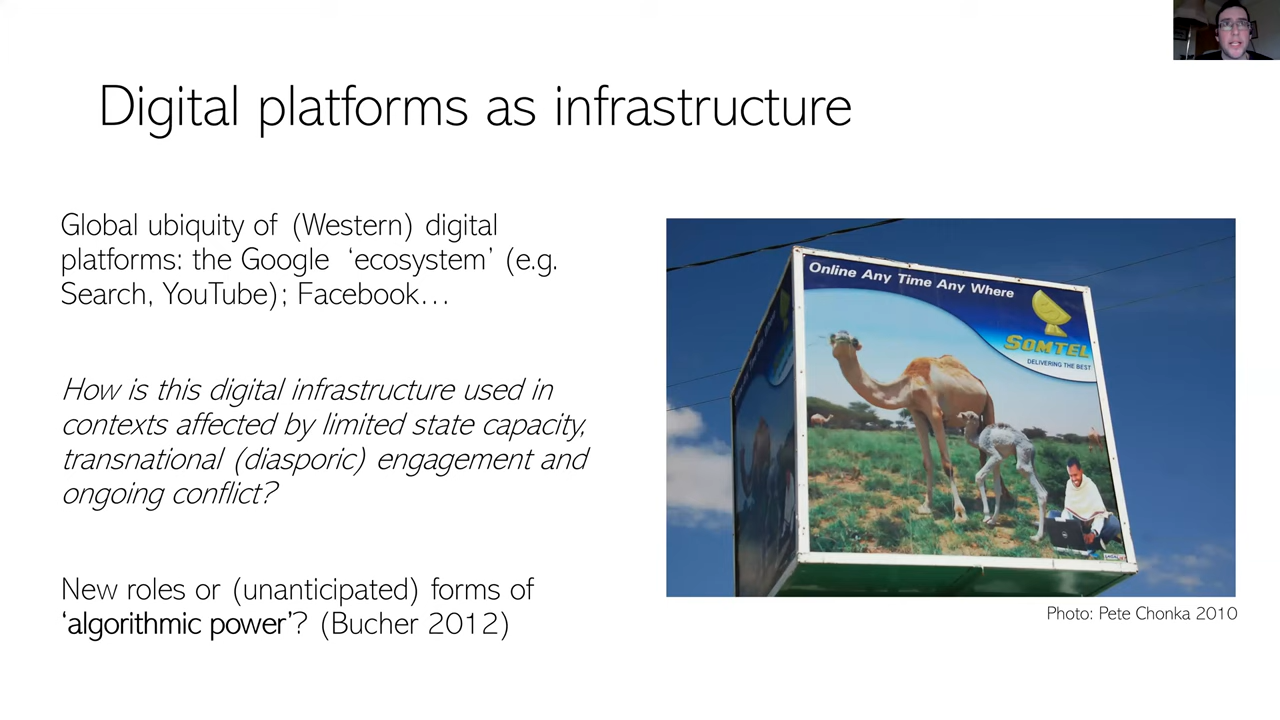 Digital platforms as infrastructure
Global ubiquity of (Western) digital
platforms: the Google ‘ecosystem’ (e.g.
Search, YouTube); Facebook…
How is this digital infrastructure used in
contexts affected by limited state capacity,
transnational (diasporic) engagement and
ongoing conflict?
New roles or (unanticipated) forms of
‘algorithmic power’? (Bucher 2012)
Online Any Time Any Where
SOMTEL
DELIVERING THE BEST
Photo: Pete Chonka 2010